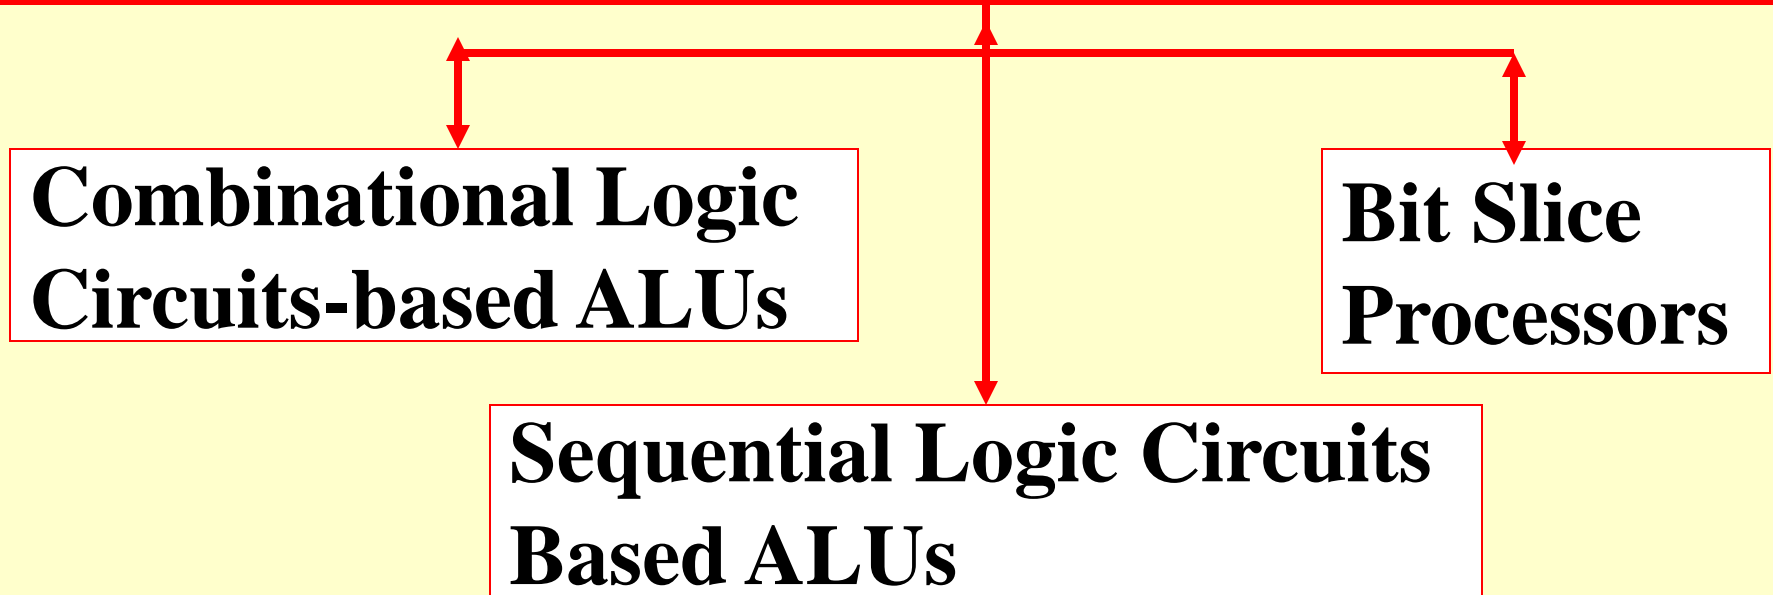 Combinational Logic
Circuits-based ALUs
Bit Slice
Processors
Sequential Logic Circuits
Based ALUs